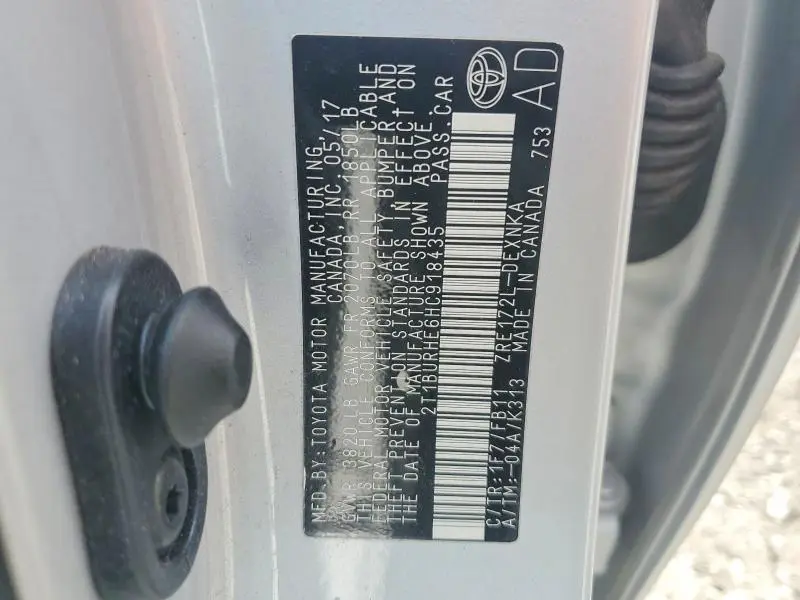 MFD.BY:TOYOTA MOTOR MANUFACTURING
CANADA,INC. 05/17
GVWR 3820 LB GAWR FR 2070LB RR 1850LB
THIS VEHICLE CONFORMS TO ALL APPLICABLE
FEDERAL MOTOR VEHICLE SAFETY, BUMPER, AND
THEFT PREVENTION STANDARDS IN EFFECT ON
THE DATE OF MANUFACTURE SHOWN ABOVE.
2T1BURHE6HC918435 PASS.CAR
C/TR:1F7/FB11 ZRE172L-DEXNKA
A/TM:-04A/K313 MADE IN CANADA 753
AD